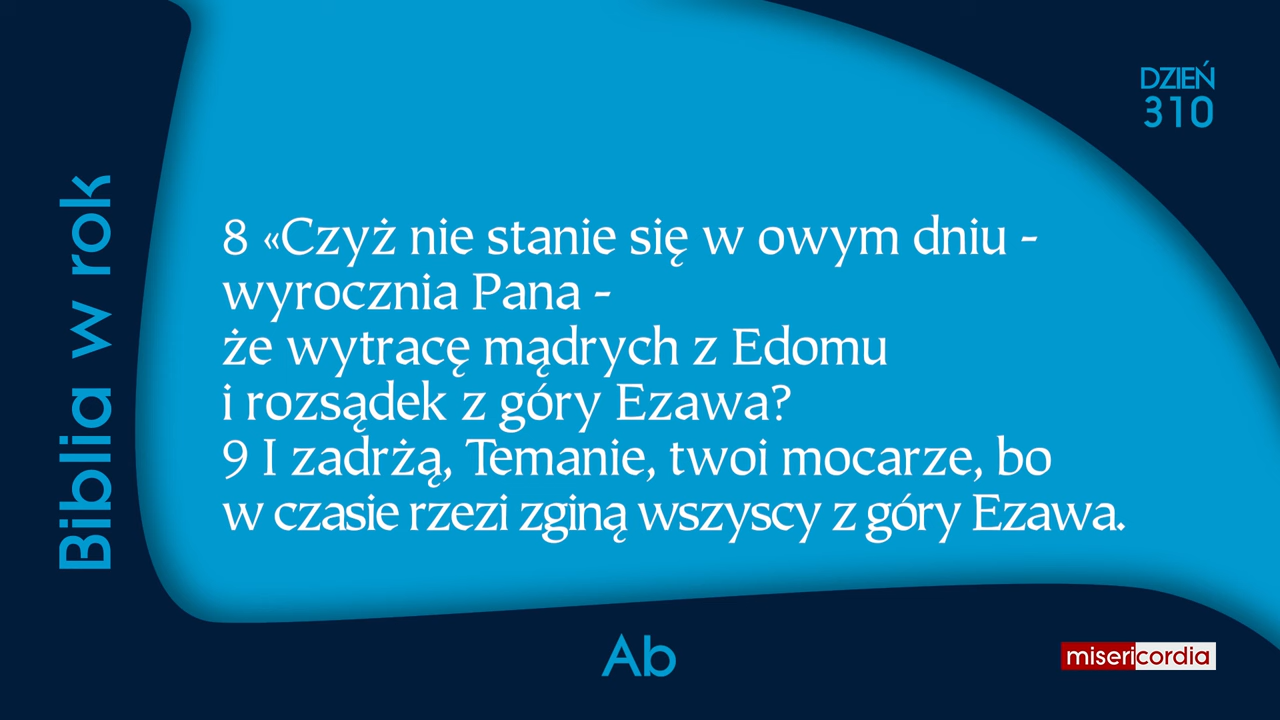 DZIEŃ
310
Biblia w rok
8 «Czyż nie stanie się w owym dniu -
wyrocznia Pana -
że wytracę mądrych z Edomu
i rozsądek z góry Ezawa?
9 I zadrżą, Temanie, twoi mocarze, bo
w czasie rzezi zginą wszyscy z góry Ezawa.
Ab
misericordia